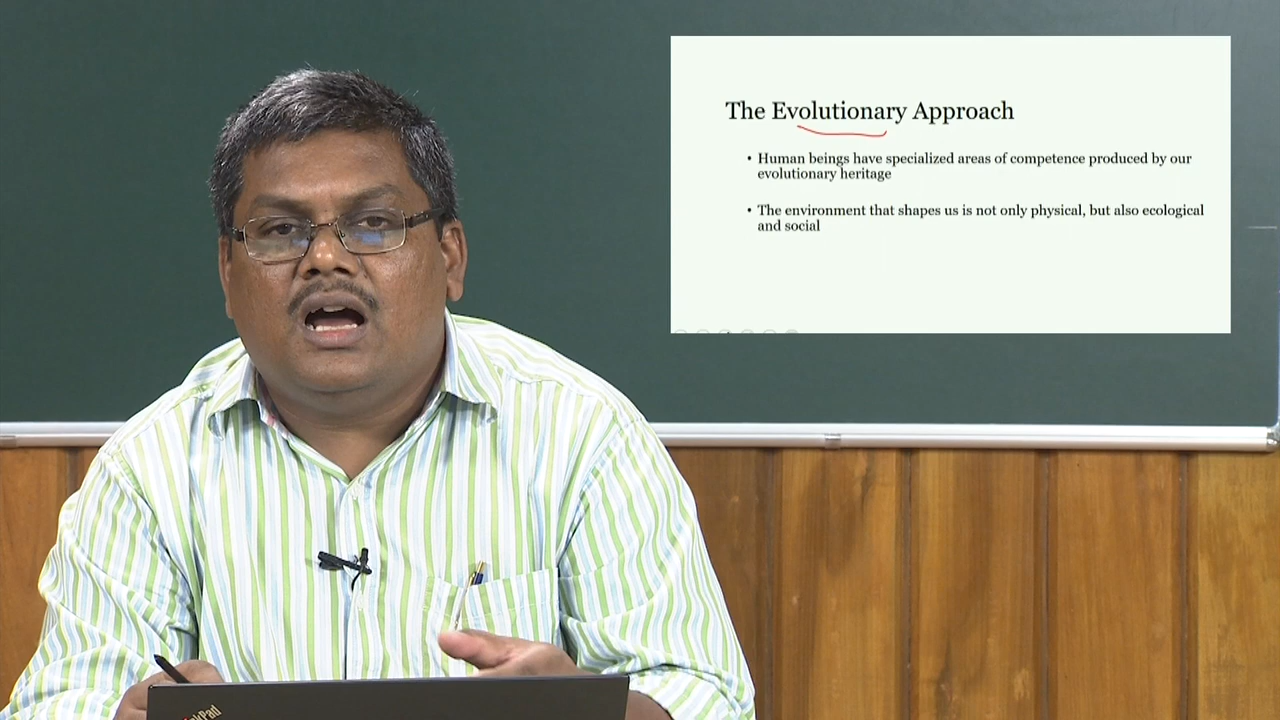 The Evolutionary Approach
• Human beings have specialized areas of competence produced by our
evolutionary heritage
• The environment that shapes us is not only physical, but also ecological
and social